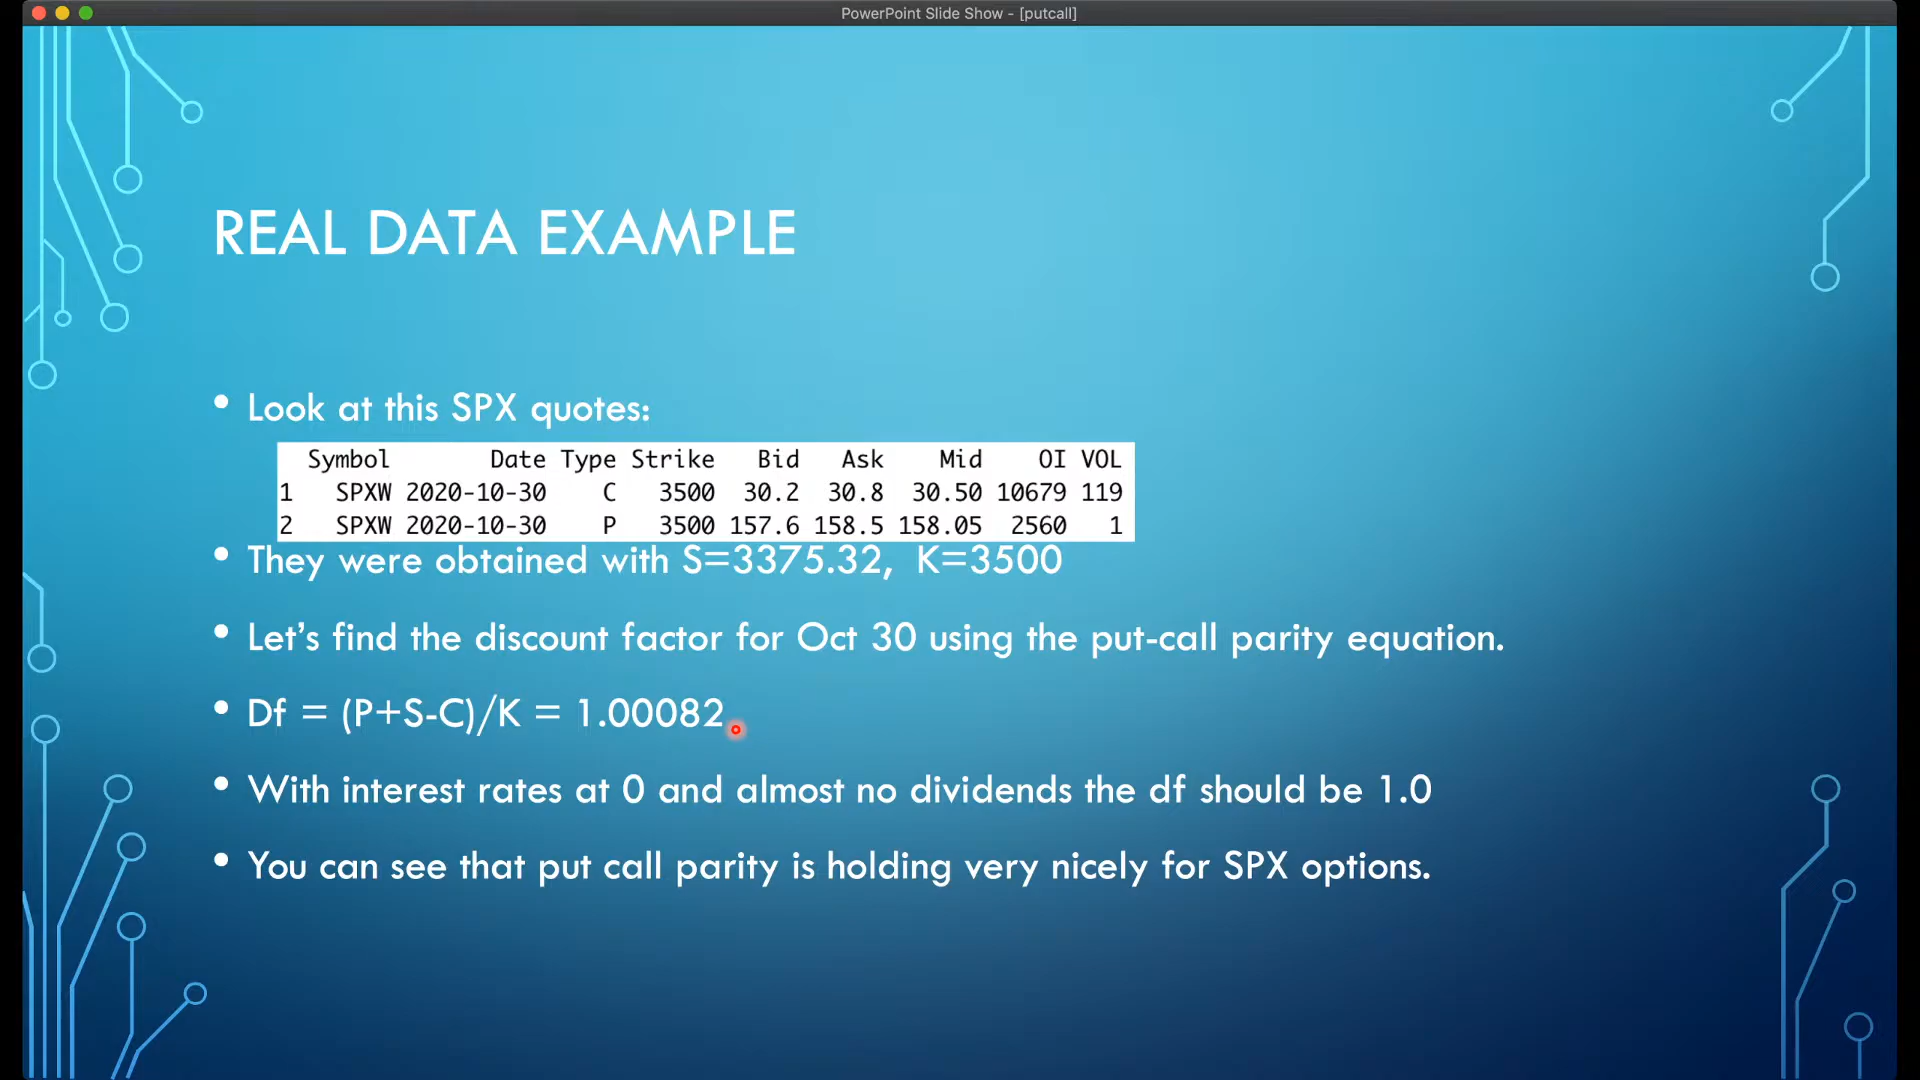 PowerPoint Slide Show - [putcall]
REAL DATA EXAMPLE
• Look at this SPX quotes:
Symbol Date Type Strike Bid Ask Mid OI VOL
1 SPXW 2020-10-30 C 3500 30.2 30.8 30.50 10679 119
2 SPXW 2020-10-30 P 3500 157.6 158.5 158.05 2560 1
• They were obtained with S=3375.32, K=3500
• Let's find the discount factor for Oct 30 using the put-call parity equation.
• Df = (P+S-C)/K = 1.00082
• With interest rates at 0 and almost no dividends the df should be 1.0
• You can see that put call parity is holding very nicely for SPX options.